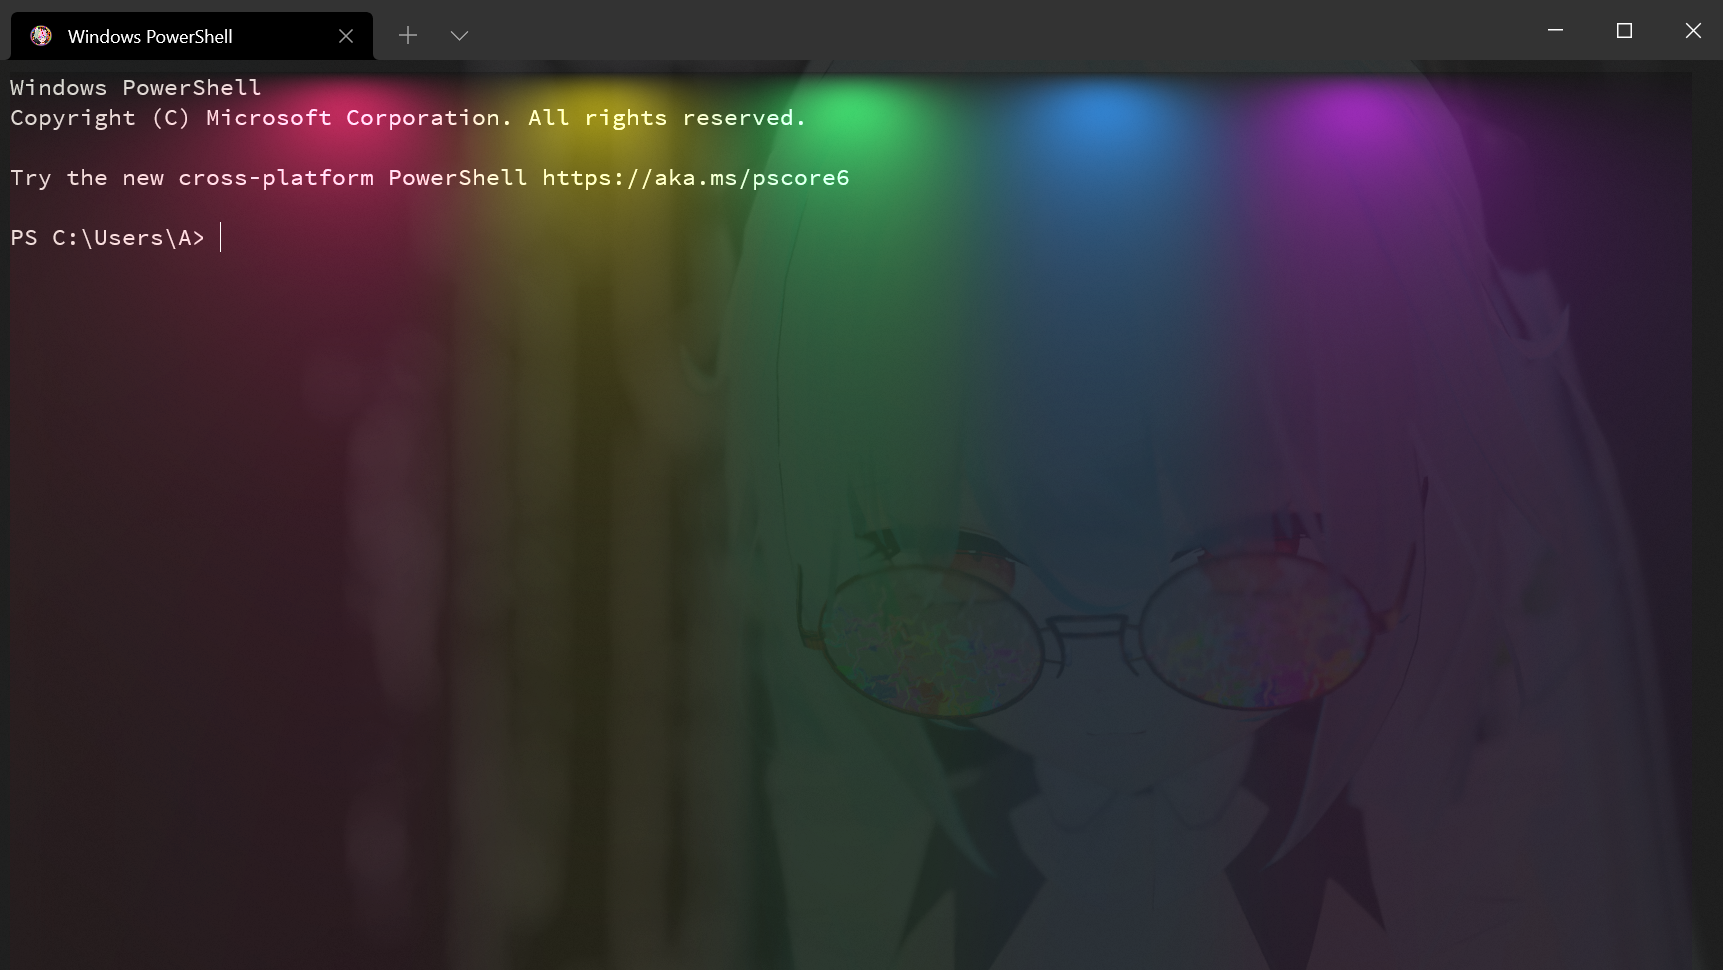 Windows PowerShell
Windows PowerShell
Copyright (C) Microsoft Corporation. All rights reserved.
Try the new cross-platform PowerShell https://aka.ms/pscore6
PS C:\Users\A>